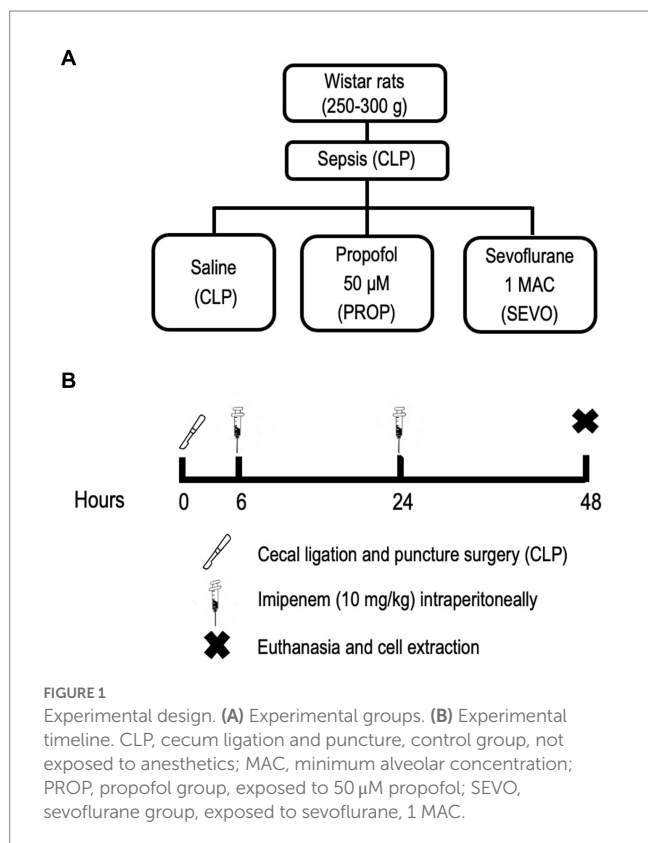 A
Wistar rats
(250-300 g)
Sepsis (CLP)
Saline
(CLP)
Propofol
50 µM
(PROP)
Sevoflurane
1 MAC
(SEVO)
B
Hours
0
6
24
48
Cecal ligation and puncture surgery (CLP)
Imipenem (10 mg/kg) intraperitoneally
Euthanasia and cell extraction
FIGURE 1
Experimental design. (A) Experimental groups. (B) Experimental
timeline. CLP, cecum ligation and puncture, control group, not
exposed to anesthetics; MAC, minimum alveolar concentration;
PROP, propofol group, exposed to 50 µM propofol; SEVO,
sevoflurane group, exposed to sevoflurane, 1 MAC.